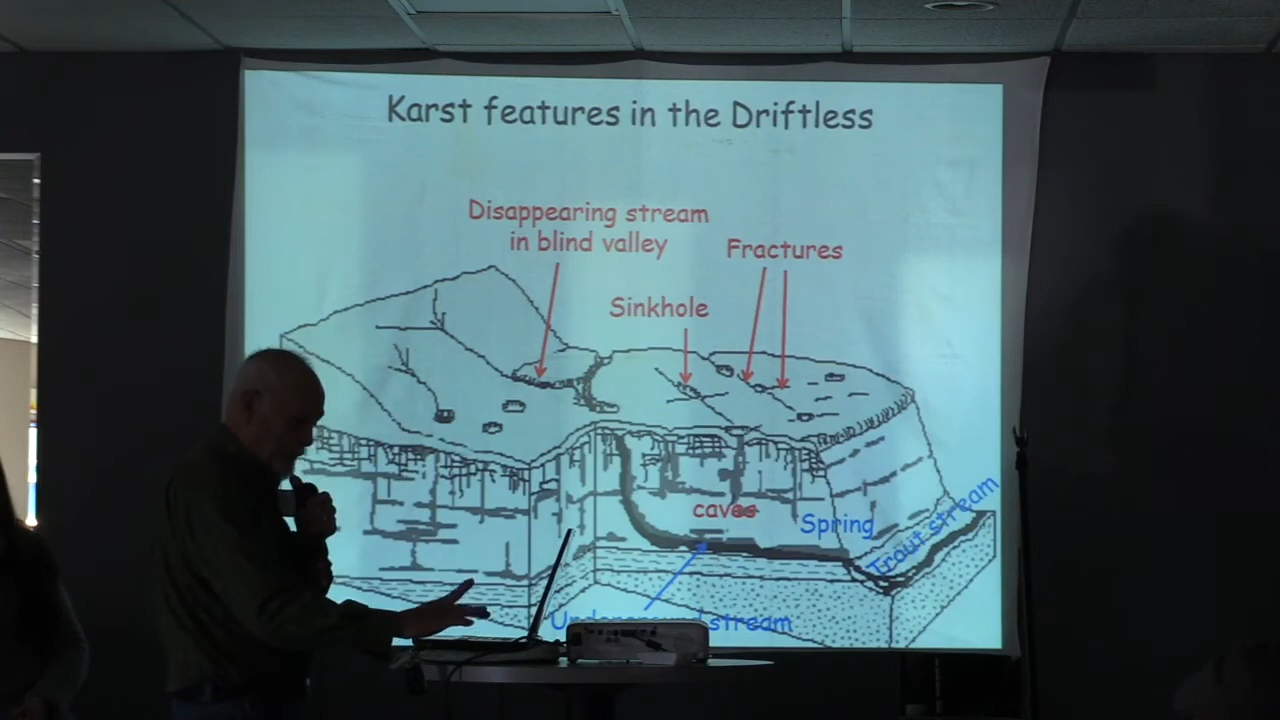 Karst features in the Driftless
Disappearing stream
in blind valley
Fractures
Sinkhole
caves
Spring
Trout stream
stream